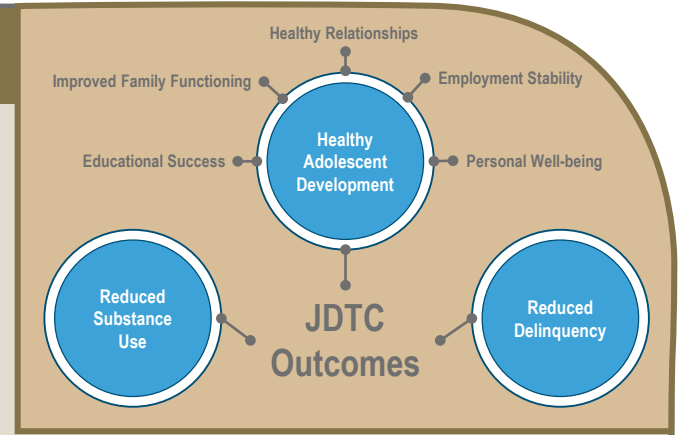 Healthy Relationships
Improved Family Functioning
Employment Stability
Healthy
Adolescent
Development
Educational Success
Personal Well-being
Reduced
Substance
Use
JDTC
Outcomes
Reduced
Delinquency